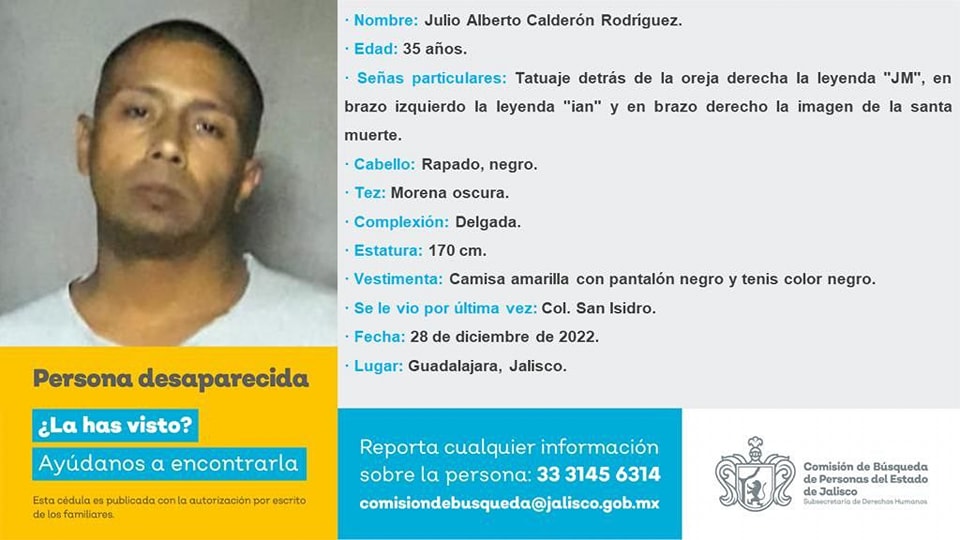 · Nombre: Julio Alberto Calderón Rodríguez.
· Edad: 35 años.
· Señas particulares: Tatuaje detrás de la oreja derecha la leyenda "JM", en
brazo izquierdo la leyenda "ian" y en brazo derecho la imagen de la santa
muerte.
· Cabello: Rapado, negro.
· Tez: Morena oscura.
· Complexión: Delgada.
· Estatura: 170 cm.
· Vestimenta: Camisa amarilla con pantalón negro y tenis color negro.
· Se le vio por última vez: Col. San Isidro.
· Fecha: 28 de diciembre de 2022.
· Lugar: Guadalajara, Jalisco.
Persona desaparecida
¿La has visto?
Ayúdanos a encontrarla
Esta cédula es publicada con la autorización por escrito
de los familiares.
Reporta cualquier información
sobre la persona: 33 3145 6314
comisiondebusqueda@jalisco.gob.mx
Comisión de Búsqueda
de Personas del Estado
de Jalisco
Subsecretaría de Derechos Humanos